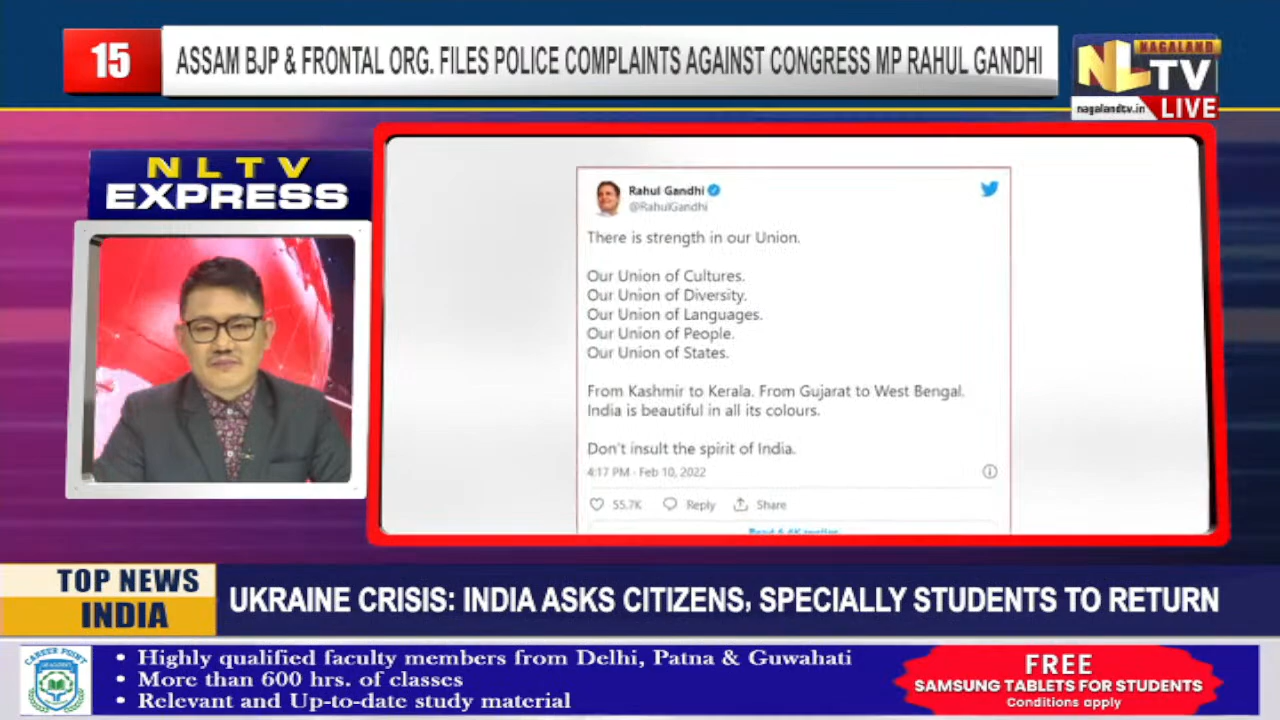 15
ASSAM BJP & FRONTAL ORG. FILES POLICE COMPLAINTS AGAINST CONGRESS MP RAHUL GANDHI
NAGALAND
NLTV
nagalandtv.in LIVE
NLTV
EXPRESS
Rahul Gandhi
@RahulGandhi
There is strength in our Union.
Our Union of Cultures.
Our Union of Diversity.
Our Union of Languages.
Our Union of People.
Our Union of States.
From Kashmir to Kerala. From Gujarat to West Bengal.
India is beautiful in all its colours.
Don't insult the spirit of India.
4:17 PM · Feb 10, 2022
55.7K Reply Share
TOP NEWS
INDIA
UKRAINE CRISIS: INDIA ASKS CITIZENS, SPECIALLY STUDENTS TO RETURN
CAREER POINT
• Highly qualified faculty members from Delhi, Patna & Guwahati
• More than 600 hrs. of classes
• Relevant and Up-to-date study material
FREE
SAMSUNG TABLETS FOR STUDENTS
Conditions apply